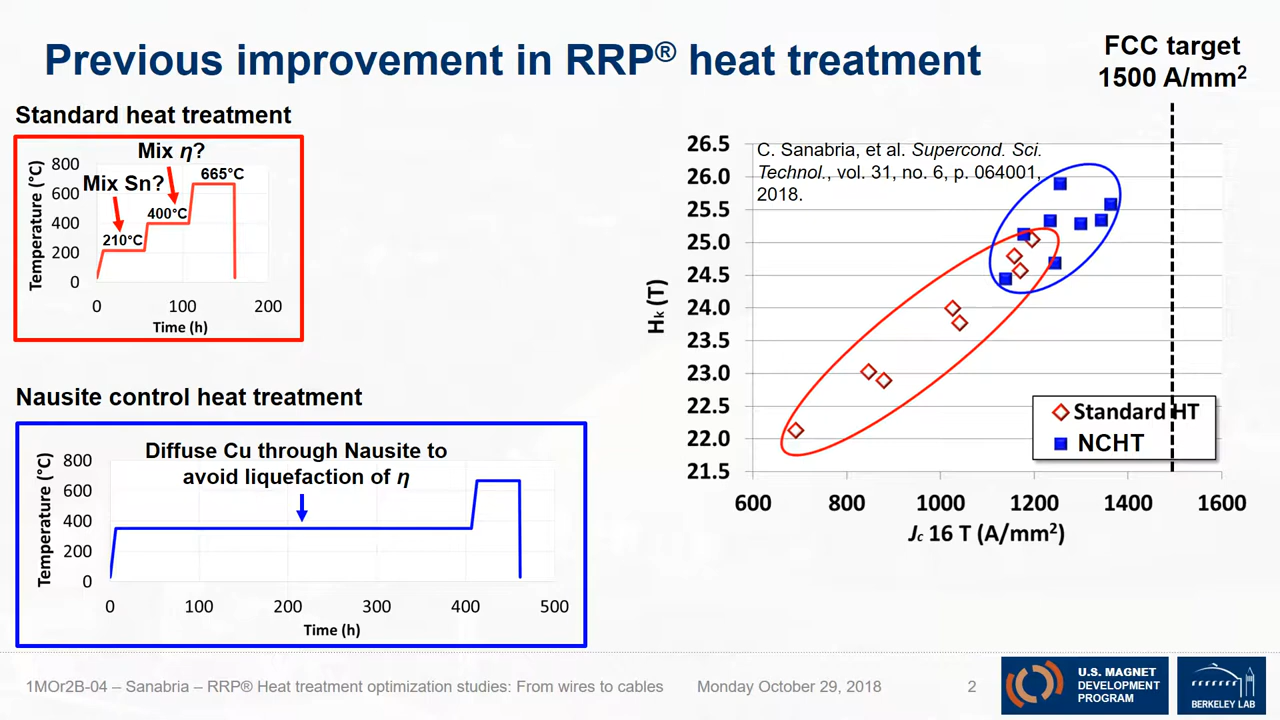 Previous improvement in RRP® heat treatment
FCC target
1500 A/mm²
Standard heat treatment
Mix η?
Mix Sn?
665°C
400°C
210°C
Temperature (°C)
800
600
400
200
0
0 100 200
Time (h)
Nausite control heat treatment
Diffuse Cu through Nausite to
avoid liquefaction of η
Temperature (°C)
800
600
400
200
0
0 100 200 300 400 500
Time (h)
C. Sanabria, et al. Supercond. Sci.
Technol., vol. 31, no. 6, p. 064001,
2018.
Hk (T)
26.5
26.0
25.5
25.0
24.5
24.0
23.5
23.0
22.5
22.0
21.5
Standard HT
NCHT
600 800 1000 1200 1400 1600
Jc 16 T (A/mm²)
1MOr2B-04 – Sanabria – RRP® Heat treatment optimization studies: From wires to cables
Monday October 29, 2018
2
U.S. MAGNET
DEVELOPMENT
PROGRAM
BERKELEY LAB